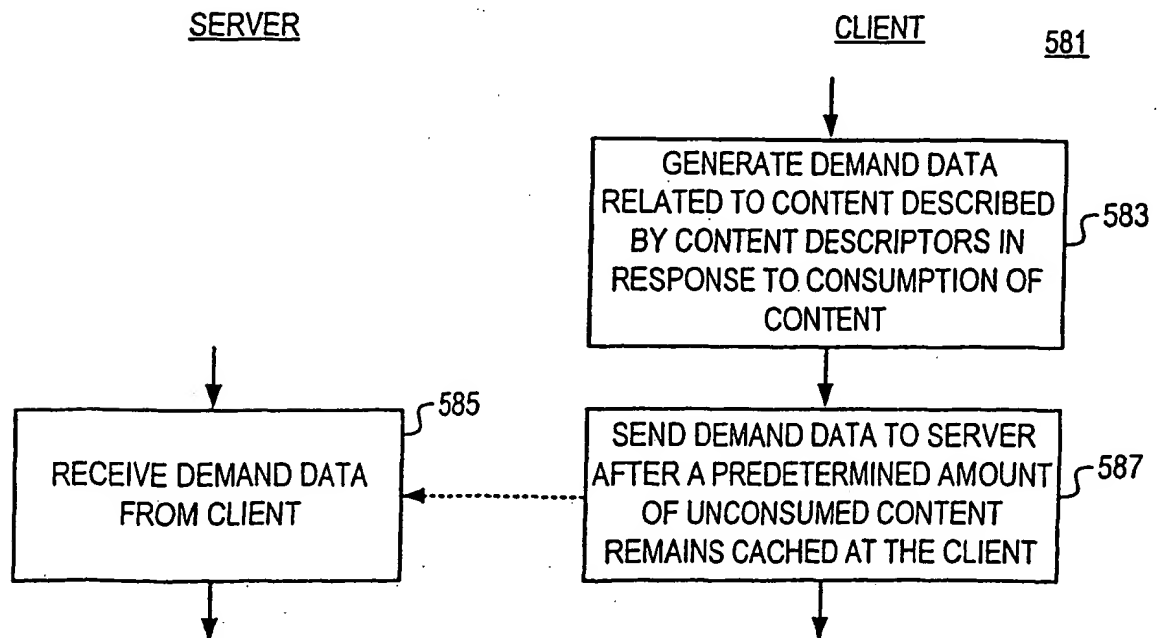 SERVER
CLIENT
581
GENERATE DEMAND DATA
RELATED TO CONTENT DESCRIBED
BY CONTENT DESCRIPTORS IN
RESPONSE TO CONSUMPTION OF
CONTENT
583
585
RECEIVE DEMAND DATA
FROM CLIENT
SEND DEMAND DATA TO SERVER
AFTER A PREDETERMINED AMOUNT
OF UNCONSUMED CONTENT
REMAINS CACHED AT THE CLIENT
587